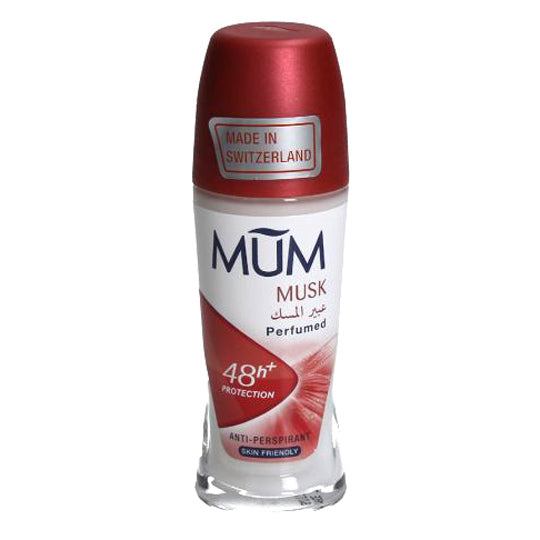 MADE IN
SWITZERLAND
MUM
MUSK
عبير المسك
Perfumed
48h+
PROTECTION
ANTI-PERSPIRANT
SKIN FRIENDLY